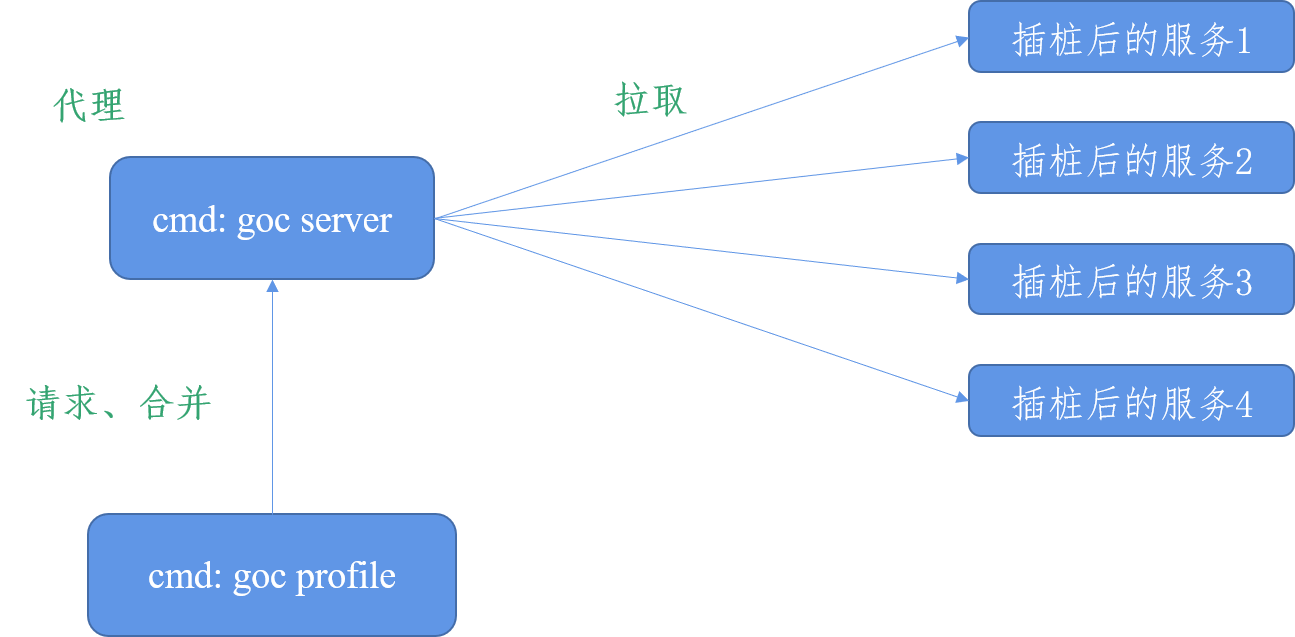 插桩后的服务1
代理
拉取
插桩后的服务2
cmd: goc server
插桩后的服务3
请求、合并
插桩后的服务4
cmd: goc profile